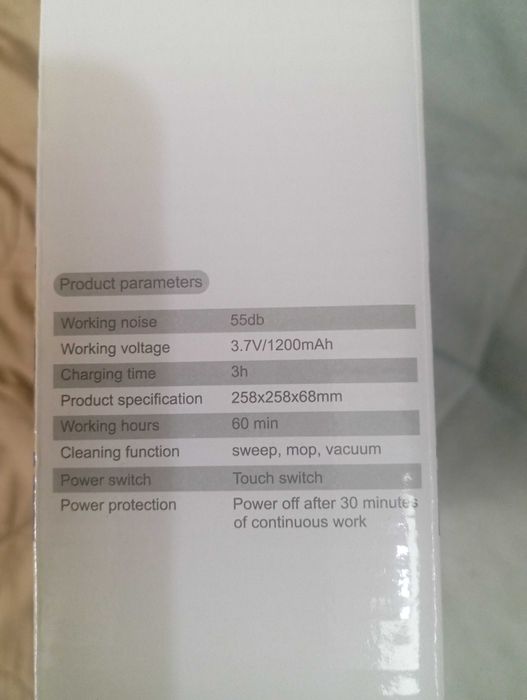 Product parameters
Working noise 55db
Working voltage 3.7V/1200mAh
Charging time 3h
Product specification 258x258x68mm
Working hours 60 min
Cleaning function sweep, mop, vacuum
Power switch Touch switch
Power protection Power off after 30 minutes
of continuous work